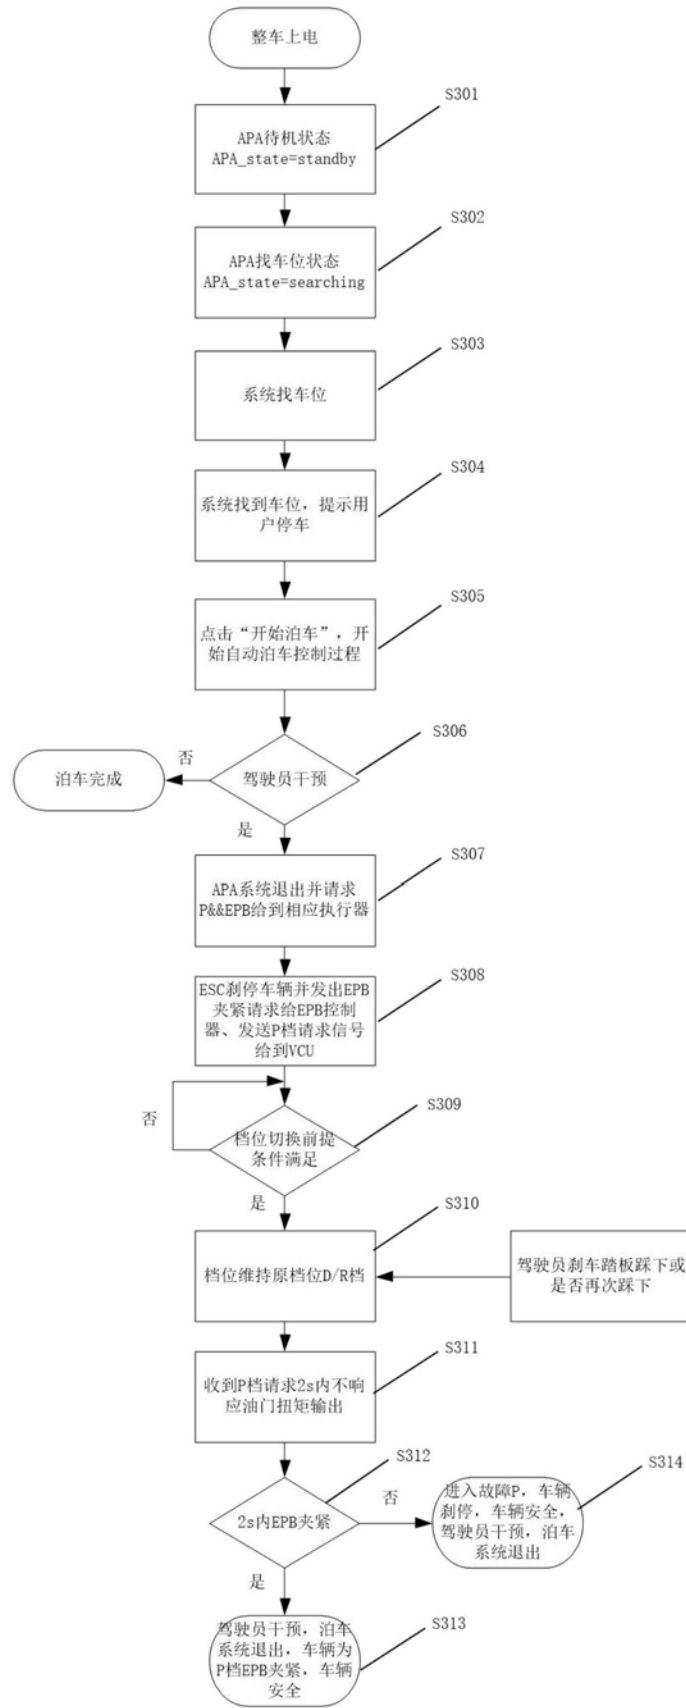 整车上电
S301
APA待机状态
APA_state=standby
S302
APA找车位状态
APA_state=searching
S303
系统找车位
S304
系统找到车位，提示用
户停车
S305
点击“开始泊车”，开
始自动泊车控制过程
S306
驾驶员干预
否
泊车完成
是
S307
APA系统退出并请求
P&&EPB给到相应执行器
S308
ESC刹停车辆并发出EPB
夹紧请求给EPB控制
器、发送P档请求信号
给到VCU
S309
否
档位切换前提
条件满足
是
S310
档位维持原档位D/R档
驾驶员刹车踏板踩下或
是否再次踩下
S311
收到P档请求2s内不响
应油门扭矩输出
S312
2s内EPB夹紧
否
S314
进入故障P，车辆
刹停，车辆安全，
驾驶员干预，泊车
系统退出
是
S313
驾驶员干预，泊车
系统退出，车辆为
P档EPB夹紧，车辆
安全